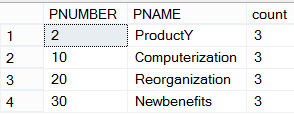 PNUMBER PNAME count
1 2 ProductY 3
2 10 Computerization 3
3 20 Reorganization 3
4 30 Newbenefits 3